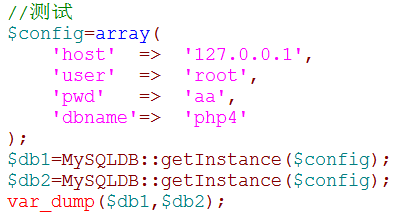 //测试
$config=array(
    'host'  =>  '127.0.0.1',
    'user'  =>  'root',
    'pwd'   =>  'aa',
    'dbname'=>  'php4'
);
$db1=MySQLDB::getInstance($config);
$db2=MySQLDB::getInstance($config);
var_dump($db1,$db2);